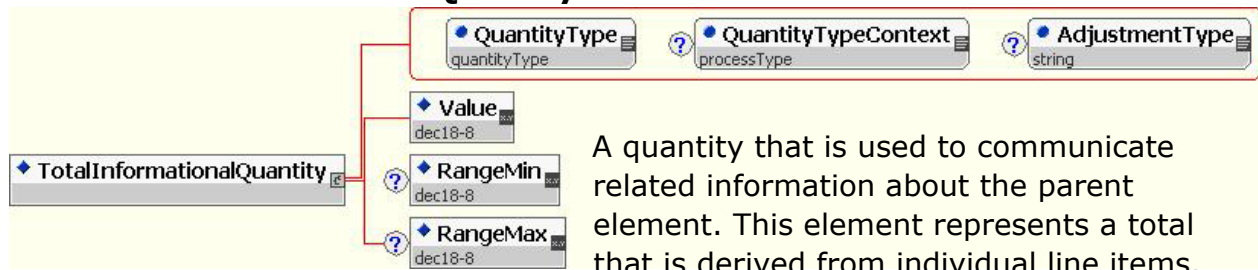 QuantityType
quantityType
? QuantityTypeContext
processType
? AdjustmentType
string
Value
dec18-8
TotalInformationalQuantity
? RangeMin
dec18-8
? RangeMax
dec18-8
A quantity that is used to communicate
related information about the parent
element. This element represents a total
that is derived from individual line items.